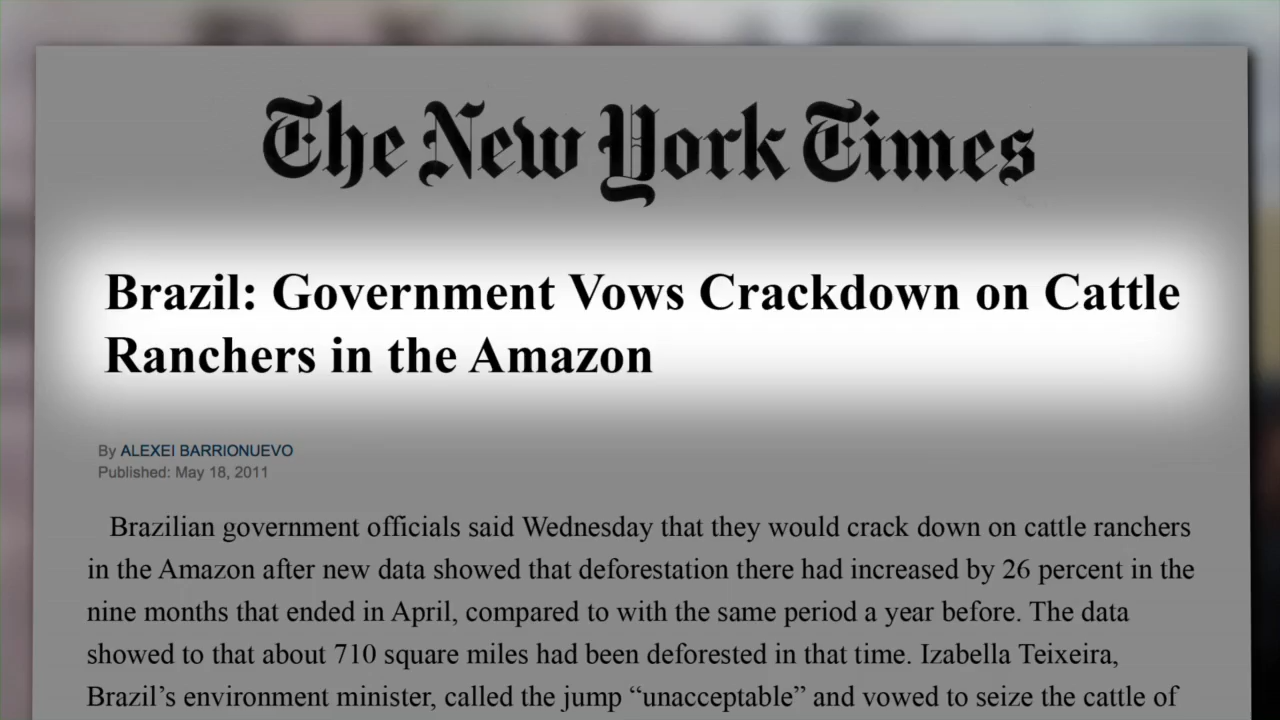 The New York Times
Brazil: Government Vows Crackdown on Cattle
Ranchers in the Amazon
By ALEXEI BARRIONUEVO
Published: May 18, 2011
Brazilian government officials said Wednesday that they would crack down on cattle ranchers
in the Amazon after new data showed that deforestation there had increased by 26 percent in the
nine months that ended in April, compared to with the same period a year before. The data
showed to that about 710 square miles had been deforested in that time. Izabella Teixeira,
Brazil’s environment minister, called the jump “unacceptable” and vowed to seize the cattle of